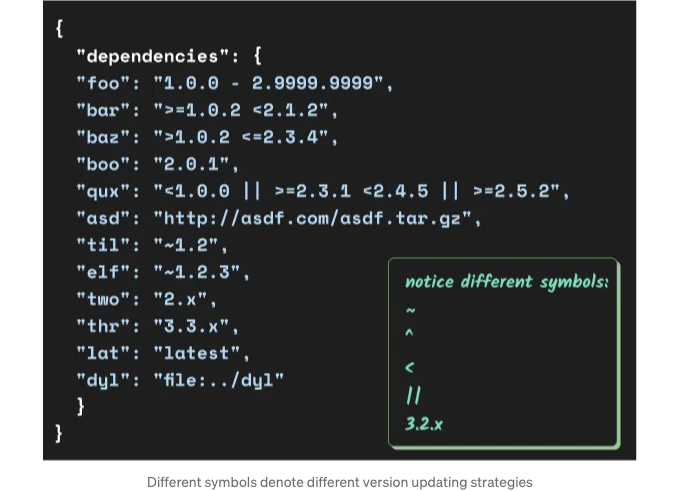 {
"dependencies": {
"foo": "1.0.0 - 2.9999.9999",
"bar": ">=1.0.2 <2.1.2",
"baz": ">1.0.2 <=2.3.4",
"boo": "2.0.1",
"qux": "<1.0.0 || >=2.3.1 <2.4.5 || >=2.5.2",
"asd": "http://asdf.com/asdf.tar.gz",
"til": "~1.2",
"elf": "~1.2.3",
"two": "2.x",
"thr": "3.3.x",
"lat": "latest",
"dyl": "file:../dyl"
}
}
notice different symbols:
~
^
<
||
3.2.x
Different symbols denote different version updating strategies